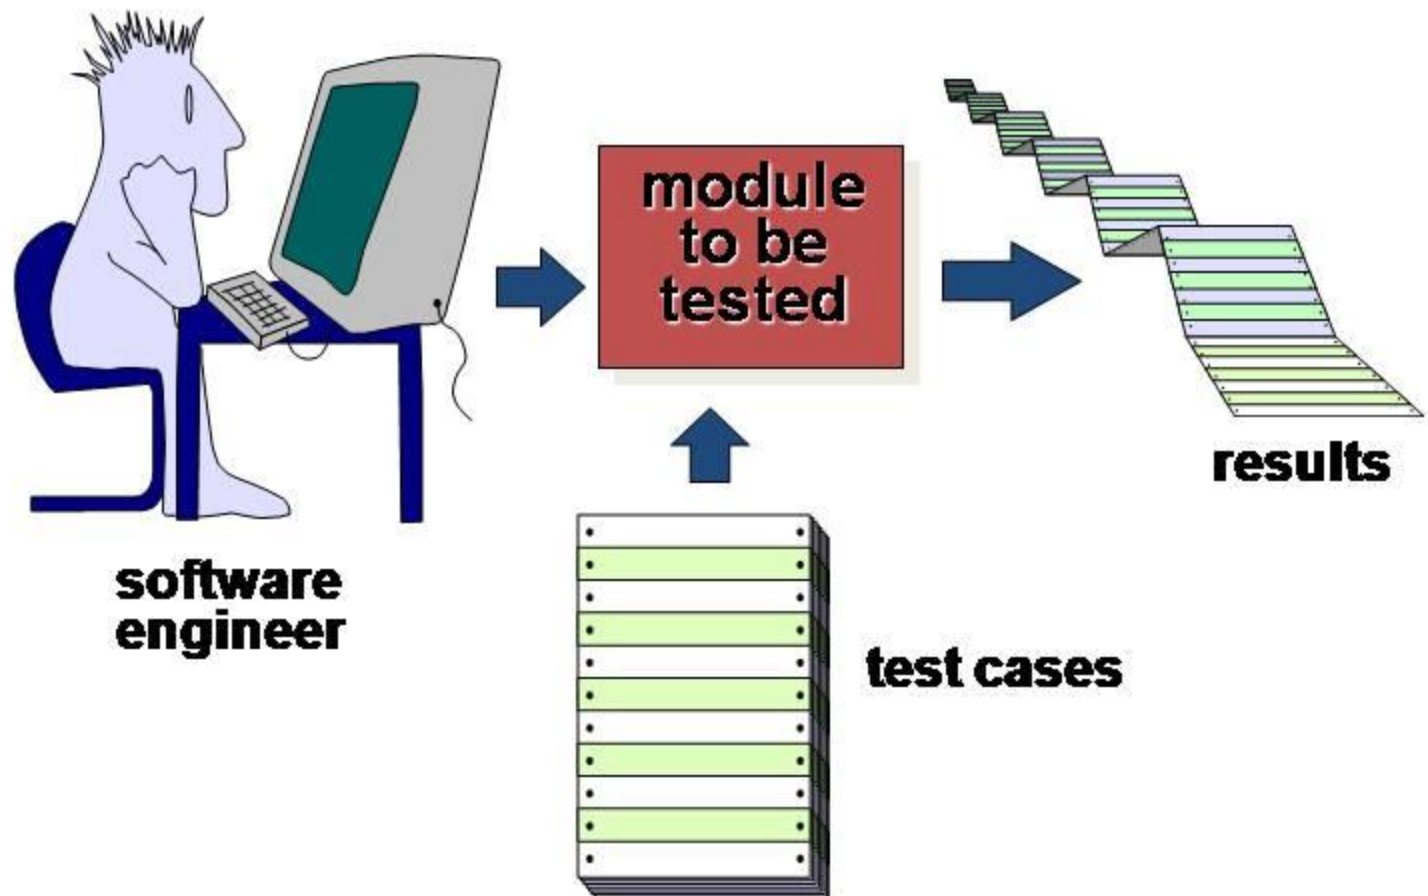 module
to be
tested
results
software
engineer
test cases